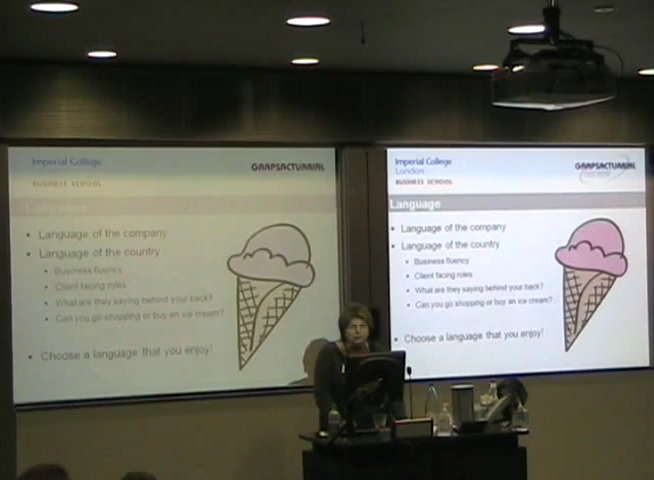 Imperial College
BUSINESS SCHOOL
GAAPSACTUARIAL
Language of the company
Language of the country
Business fluency
Client facing roles
What are they saying behind your back?
Can you go shopping or buy an ice cream?
Choose a language that you enjoy!
Imperial College
London
BUSINESS SCHOOL
GAAPSACTUARIAL
Language
Language of the company
Language of the country
Business fluency
Client facing roles
What are they saying behind your back?
Can you go shopping or buy an ice cream?
Choose a language that you enjoy!